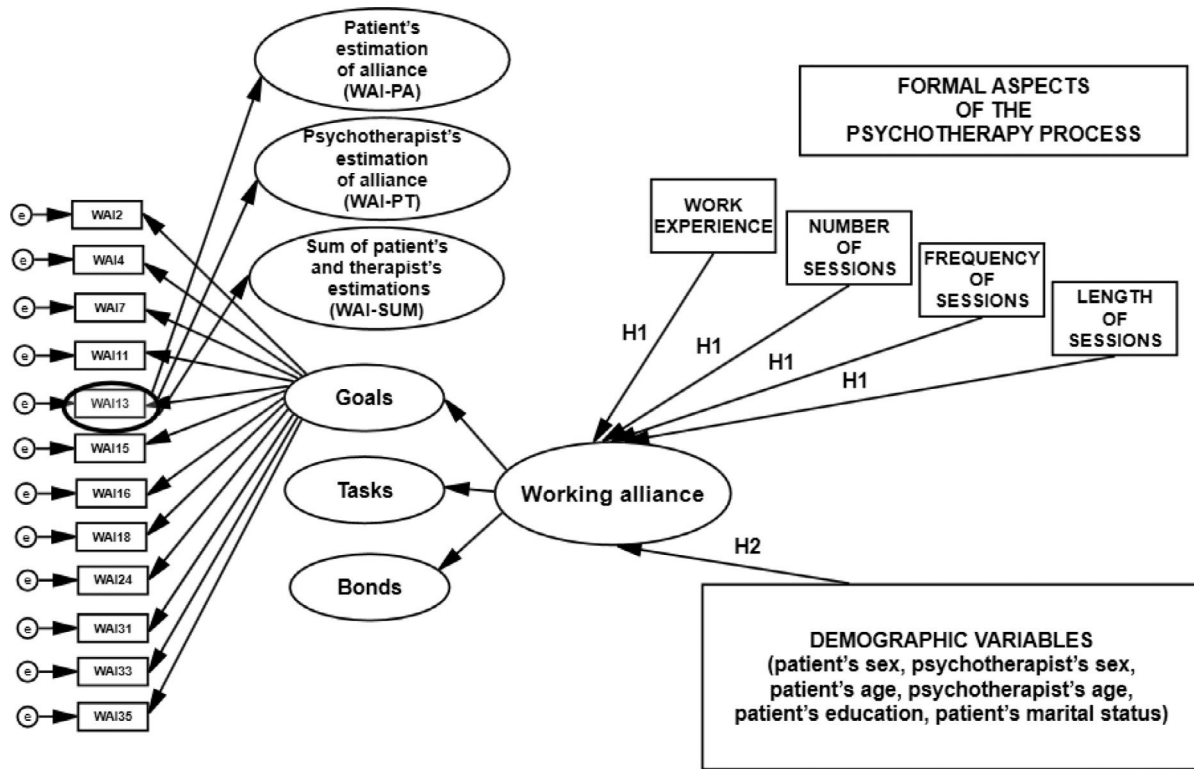 Patient's
estimation
of alliance
(WAI-PA)
Psychotherapist's
estimation
of alliance
(WAI-PT)
Sum of patient's
and therapist's
estimations
(WAI-SUM)
FORMAL ASPECTS
OF THE
PSYCHOTHERAPY PROCESS
WORK
EXPERIENCE
NUMBER
OF
SESSIONS
FREQUENCY
OF
SESSIONS
LENGTH
OF
SESSIONS
H1
H1
H1
H1
e WAI2
e WAI4
e WAI7
e WAI11
e WAI13
e WAI15
e WAI16
e WAI18
e WAI24
e WAI31
e WAI33
e WAI35
Goals
Tasks
Bonds
Working alliance
H2
DEMOGRAPHIC VARIABLES
(patient's sex, psychotherapist's sex,
patient's age, psychotherapist's age,
patient's education, patient's marital status)